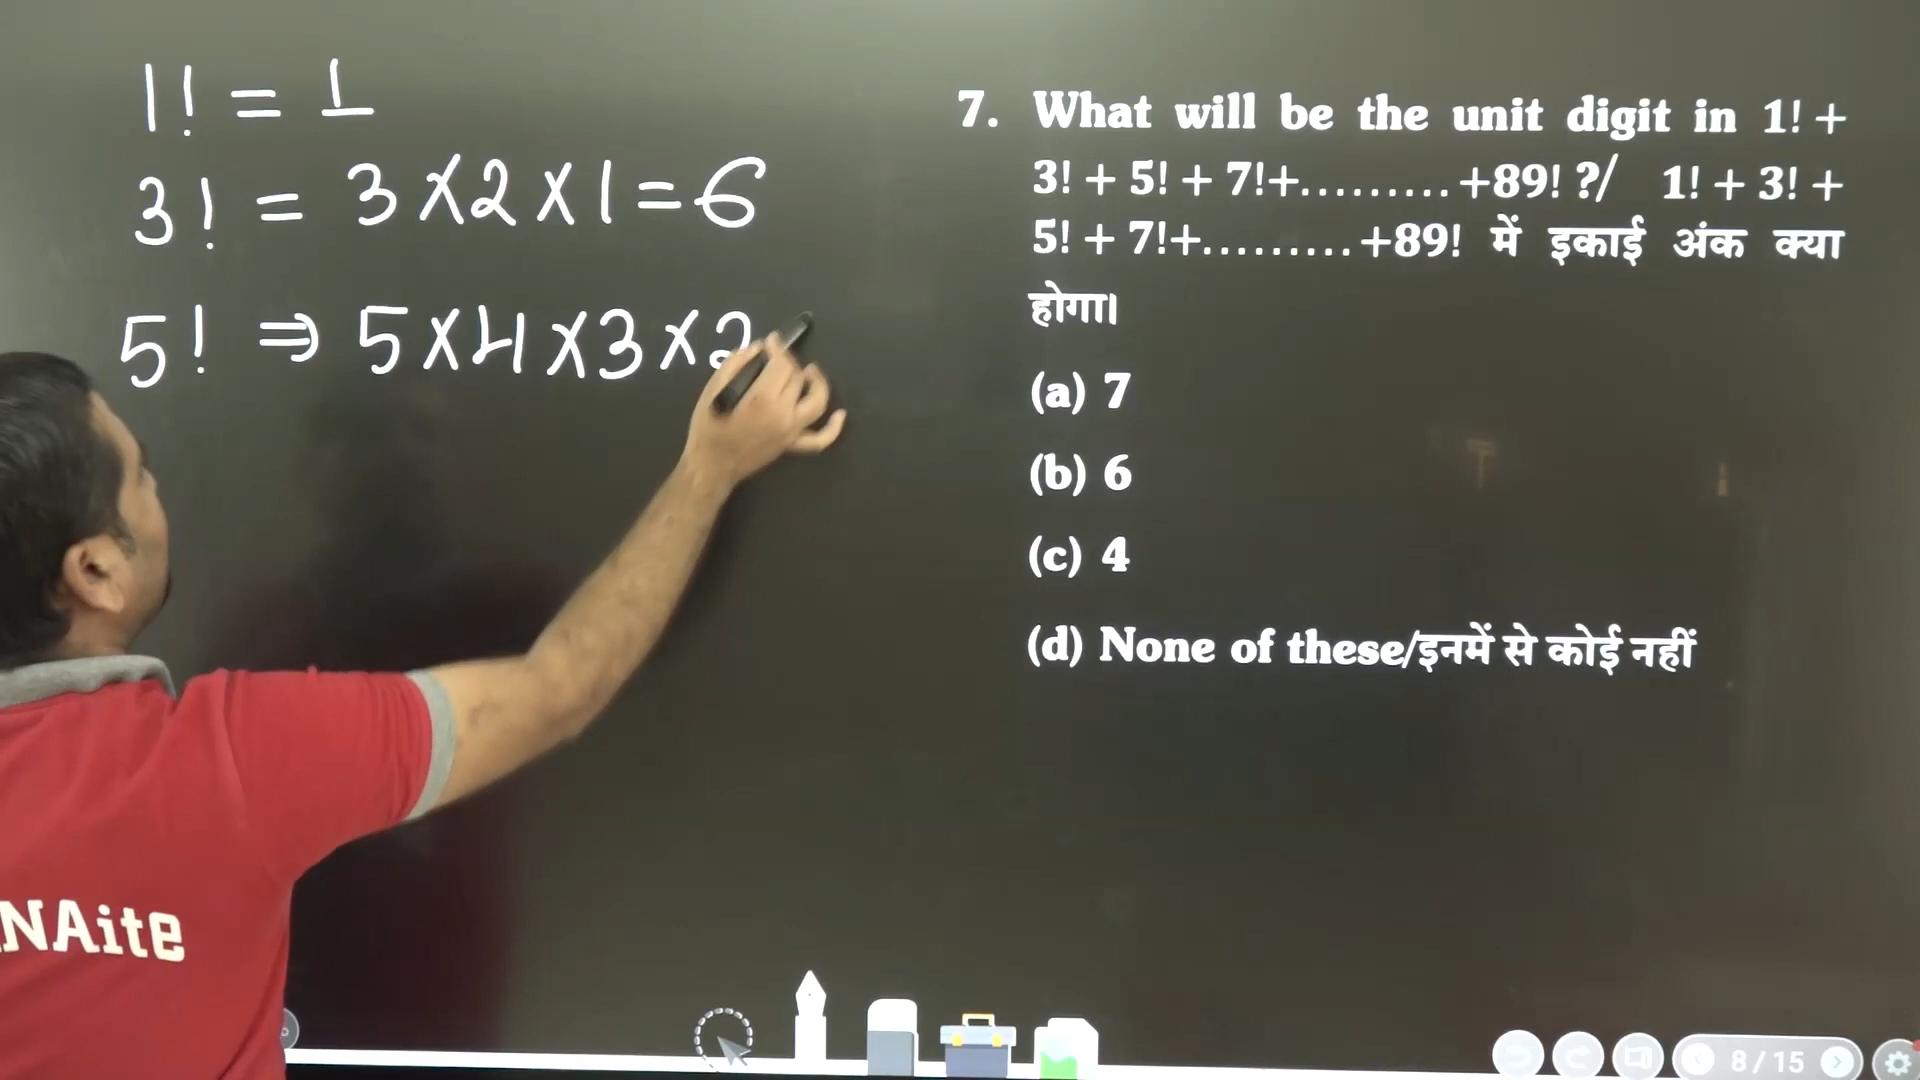 1! = 1
3! = 3 × 2 × 1 = 6
5! ⇒ 5 × 4 × 3 × 2
7. What will be the unit digit in 1! +
3! + 5! + 7!+.........+89! ?/ 1! + 3! +
5! + 7!+.........+89! में इकाई अंक क्या
होगा।
(a) 7
(b) 6
(c) 4
(d) None of these/इनमें से कोई नहीं
NAite
8/15